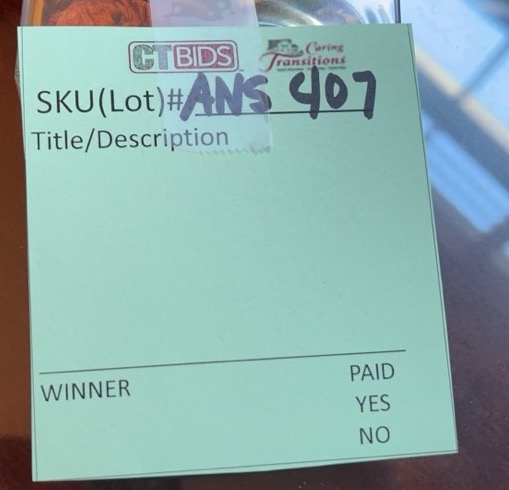 CTBIDS Caring Transitions
SKU(Lot)# ANS 407
Title/Description
WINNER PAID
YES
NO